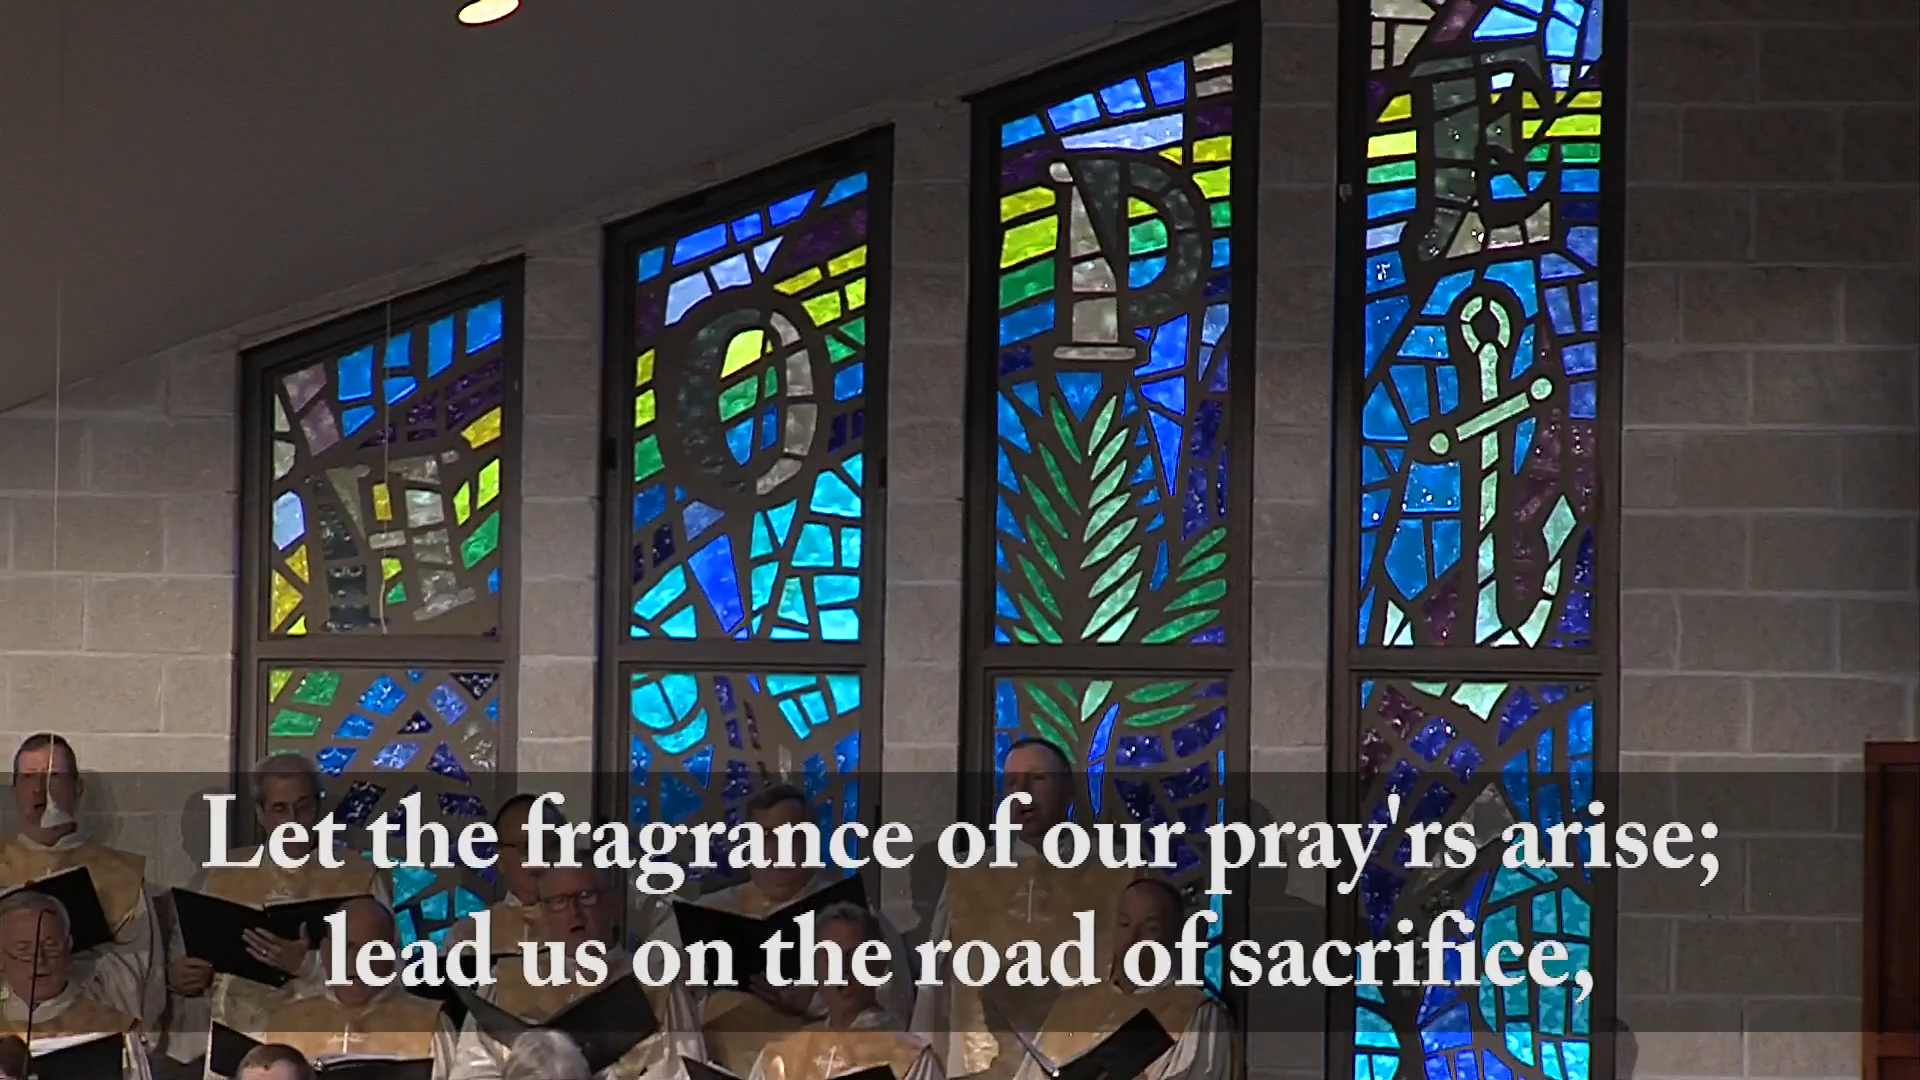 H O P E
Let the fragrance of our pray'rs arise;
lead us on the road of sacrifice,